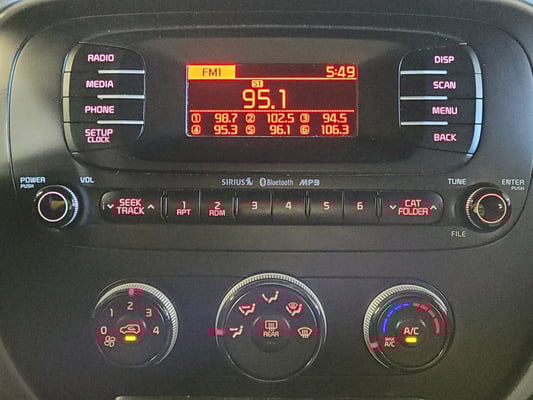 RADIO
MEDIA
PHONE
SETUP
CLOCK
FM1 5:49
ST
95.1
1 98.7 2 102.5 3 94.5
4 95.3 5 96.1 6 106.3
DISP
SCAN
MENU
BACK
POWER
PUSH
VOL
SIRIUS Bluetooth MP3
TUNE
ENTER
PUSH
SEEK
TRACK
1
RPT
2
RDM
3
4
5
6
CAT
FOLDER
FILE
0 1 2 3 4
REAR
MAX
A/C
A/C